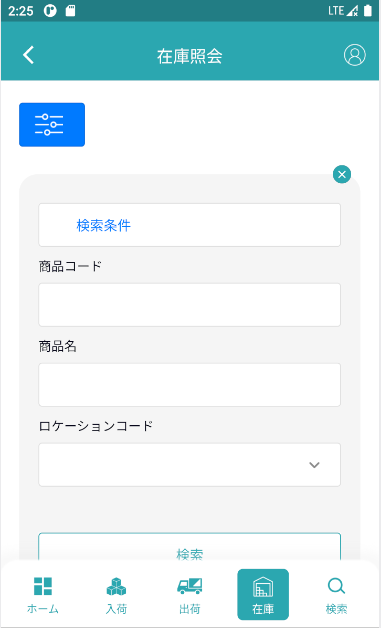 2:25 LTE
在庫照会
検索条件
商品コード
商品名
ロケーションコード
検索
ホーム 入荷 出荷 在庫 検索